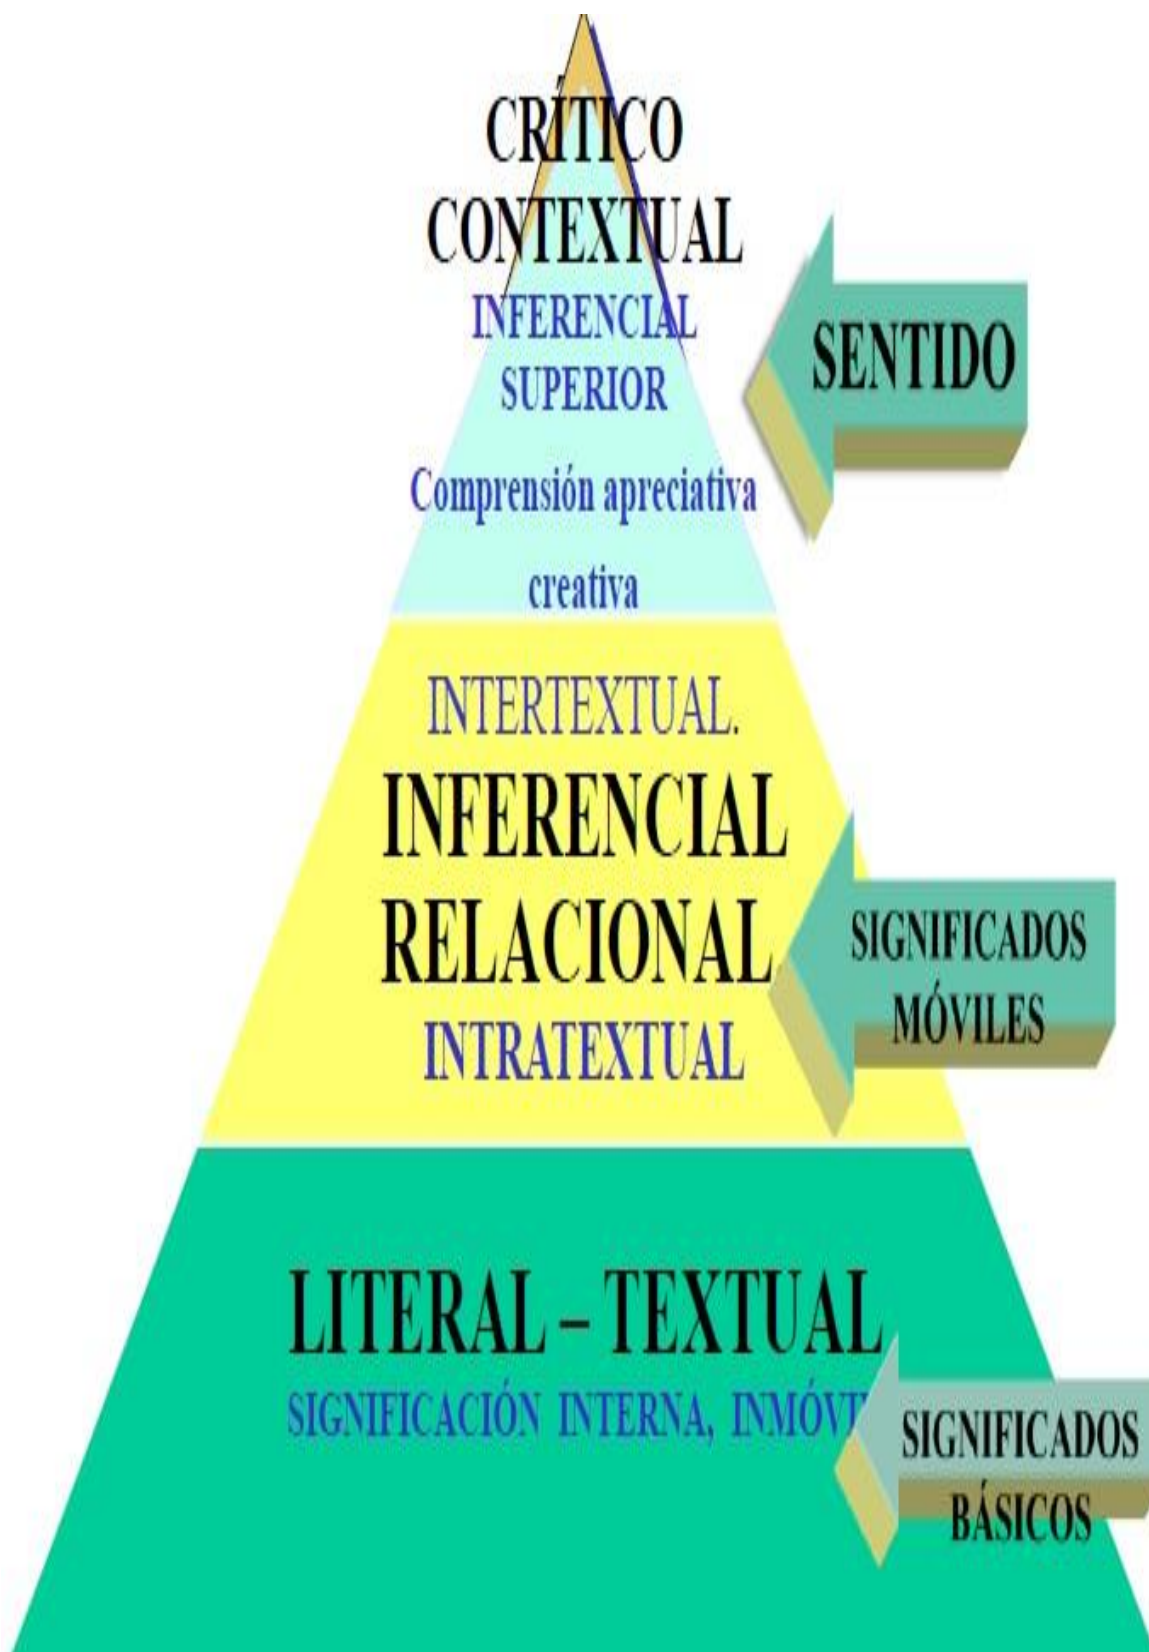 CRÍTICO
CONTEXTUAL
INFERENCIAL
SUPERIOR
SENTIDO
Comprensión apreciativa
creativa
INTERTEXTUAL.
INFERENCIAL
RELACIONAL
INTRATEXTUAL
SIGNIFICADOS
MÓVILES
LITERAL – TEXTUAL
SIGNIFICACIÓN INTERNA,
SIGNIFICADOS
BÁSICOS